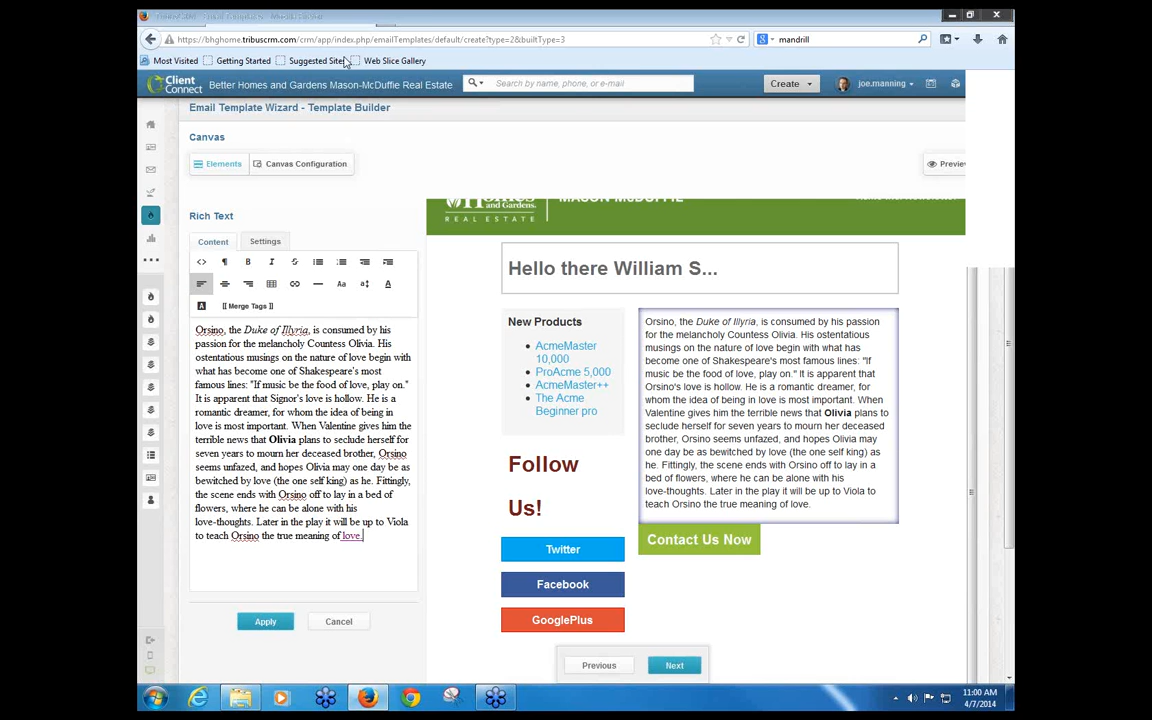 https://bhghome.tribuscrm.com/crm/app/index.php/emailTemplates/default/create?type=2&builtType=3
mandrill
Most Visited
Getting Started
Suggested Sites
Web Slice Gallery
Client Connect
Better Homes and Gardens Mason-McDuffie Real Estate
Search by name, phone, or e-mail
Create
joe.manning
Email Template Wizard - Template Builder
Canvas
Elements
Canvas Configuration
Preview
Rich Text
Content
Settings
[[ Merge Tags ]]
Orsino, the Duke of Illyria, is consumed by his
passion for the melancholy Countess Olivia. His
ostentatious musings on the nature of love begin with
what has become one of Shakespeare's most
famous lines: "If music be the food of love, play on."
It is apparent that Signor's love is hollow. He is a
romantic dreamer, for whom the idea of being in
love is most important. When Valentine gives him the
terrible news that Olivia plans to seclude herself for
seven years to mourn her deceased brother, Orsino
seems unfazed, and hopes Olivia may one day be as
bewitched by love (the one self king) as he. Fittingly,
the scene ends with Orsino off to lay in a bed of
flowers, where he can be alone with his
love-thoughts. Later in the play it will be up to Viola
to teach Orsino the true meaning of love.
Apply
Cancel
Homes
and Gardens
REAL ESTATE
MASON MCDUFFIE
Hello there William S...
New Products
AcmeMaster
10,000
ProAcme 5,000
AcmeMaster++
The Acme
Beginner pro
Follow
Us!
Twitter
Facebook
GooglePlus
Orsino, the Duke of Illyria, is consumed by his passion
for the melancholy Countess Olivia. His ostentatious
musings on the nature of love begin with what has
become one of Shakespeare's most famous lines: "If
music be the food of love, play on." It is apparent that
Orsino's love is hollow. He is a romantic dreamer, for
whom the idea of being in love is most important. When
Valentine gives him the terrible news that Olivia plans to
seclude herself for seven years to mourn her deceased
brother, Orsino seems unfazed, and hopes Olivia may
one day be as bewitched by love (the one self king) as
he. Fittingly, the scene ends with Orsino off to lay in a
bed of flowers, where he can be alone with his
love-thoughts. Later in the play it will be up to Viola to
teach Orsino the true meaning of love.
Contact Us Now
Previous
Next
11:00 AM
4/7/2014